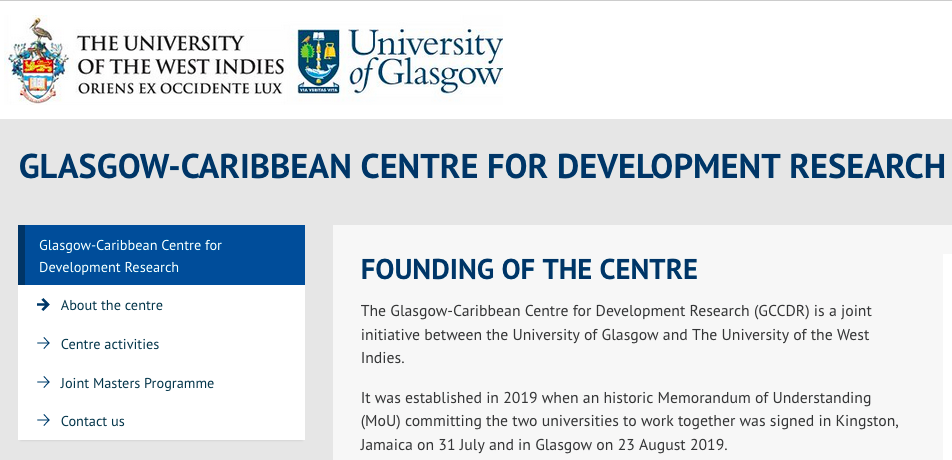 THE UNIVERSITY
OF THE WEST INDIES
ORIENS EX OCCIDENTE LUX
University
of Glasgow
VIA VERITAS VITA
GLASGOW-CARIBBEAN CENTRE FOR DEVELOPMENT RESEARCH
Glasgow-Caribbean Centre for
Development Research
About the centre
Centre activities
Joint Masters Programme
Contact us
FOUNDING OF THE CENTRE
The Glasgow-Caribbean Centre for Development Research (GCCDR) is a joint
initiative between the University of Glasgow and The University of the West
Indies.
It was established in 2019 when an historic Memorandum of Understanding
(MoU) committing the two universities to work together was signed in Kingston,
Jamaica on 31 July and in Glasgow on 23 August 2019.